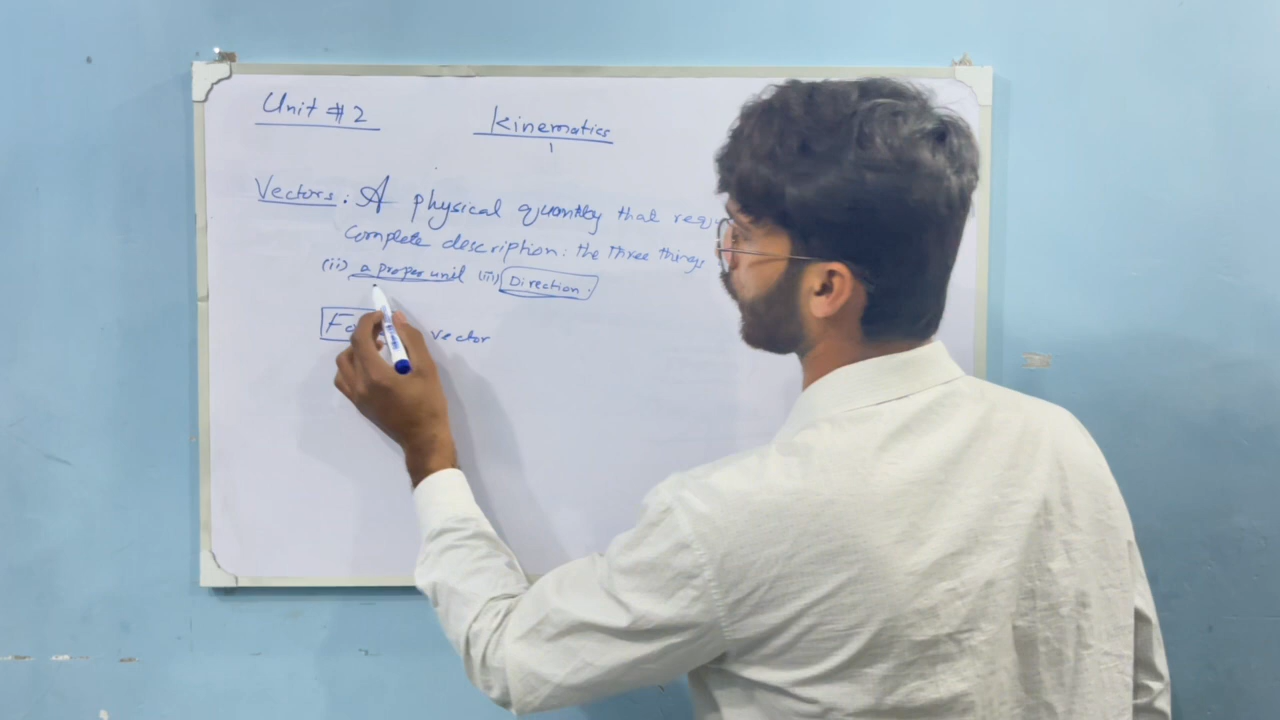 Unit # 2
Kinematics
Vectors: A physical quantity that requ
Complete description: the three things
(ii) a proper unit (iii) Direction.
Fo vector